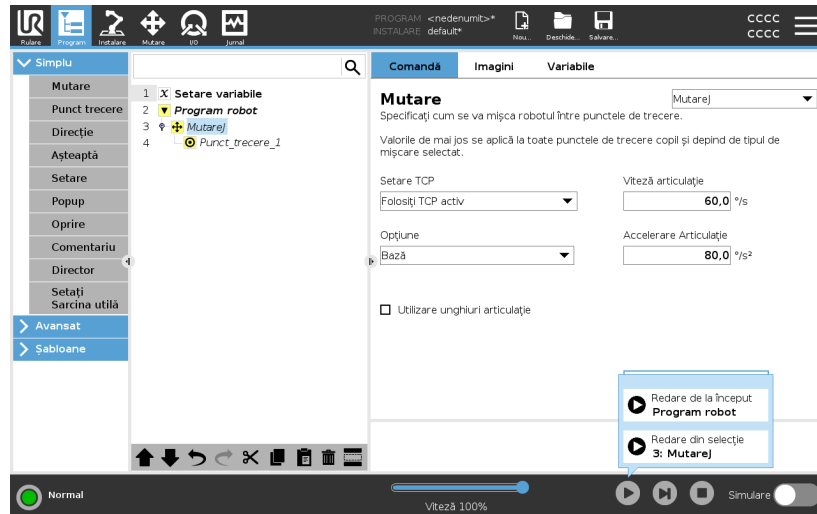 UR
PROGRAM <nedenumit>*
INSTALARE default*
CCCC
CCCC
Rulare
Program
Instalare
Mutare
I/O
Jurnal
Nou...
Deschide...
Salvare...
Simplu
Mutare
Punct trecere
Direcție
Așteaptă
Setare
Popup
Oprire
Comentariu
Director
Setați
Sarcina utilă
Avansat
Șabloane
1 X Setare variabile
2 Program robot
3 MutareJ
4 Punct_trecere_1
Comandă
Imagini
Variabile
Mutare
MutareJ
Specificați cum se va mișca robotul între punctele de trecere.
Valorile de mai jos se aplică la toate punctele de trecere copil și depind de tipul de
mișcare selectat.
Setare TCP
Viteză articulație
Folosiți TCP activ
60,0 °/s
Opțiune
Accelerare Articulație
Bază
80,0 °/s²
Utilizare unghiuri articulație
Redare de la început
Program robot
Redare din selecție
3: MutareJ
Normal
Viteză 100%
Simulare